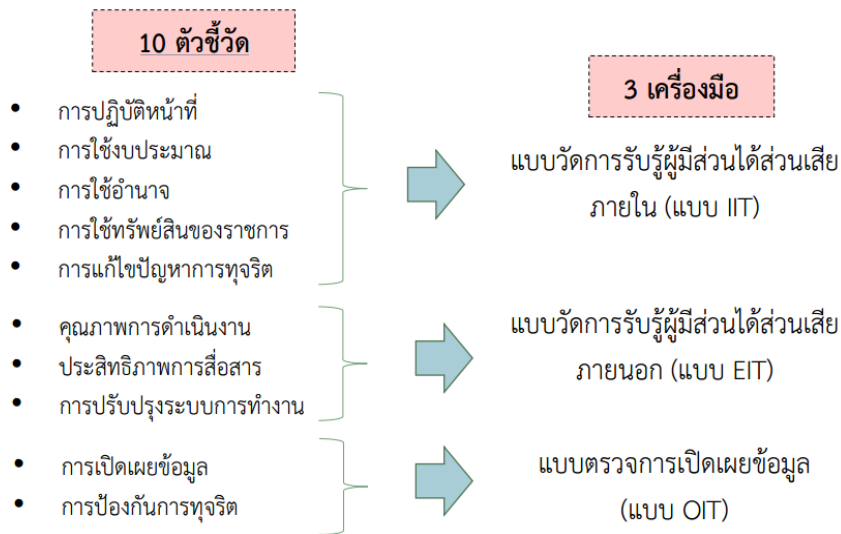 10 ตัวชี้วัด
3 เครื่องมือ
• การปฏิบัติหน้าที่
• การใช้งบประมาณ
• การใช้อำนาจ
• การใช้ทรัพย์สินของราชการ
• การแก้ไขปัญหาการทุจริต
แบบวัดการรับรู้ผู้มีส่วนได้ส่วนเสีย
ภายใน (แบบ IIT)
• คุณภาพการดำเนินงาน
• ประสิทธิภาพการสื่อสาร
• การปรับปรุงระบบการทำงาน
แบบวัดการรับรู้ผู้มีส่วนได้ส่วนเสีย
ภายนอก (แบบ EIT)
• การเปิดเผยข้อมูล
• การป้องกันการทุจริต
แบบตรวจการเปิดเผยข้อมูล
(แบบ OIT)